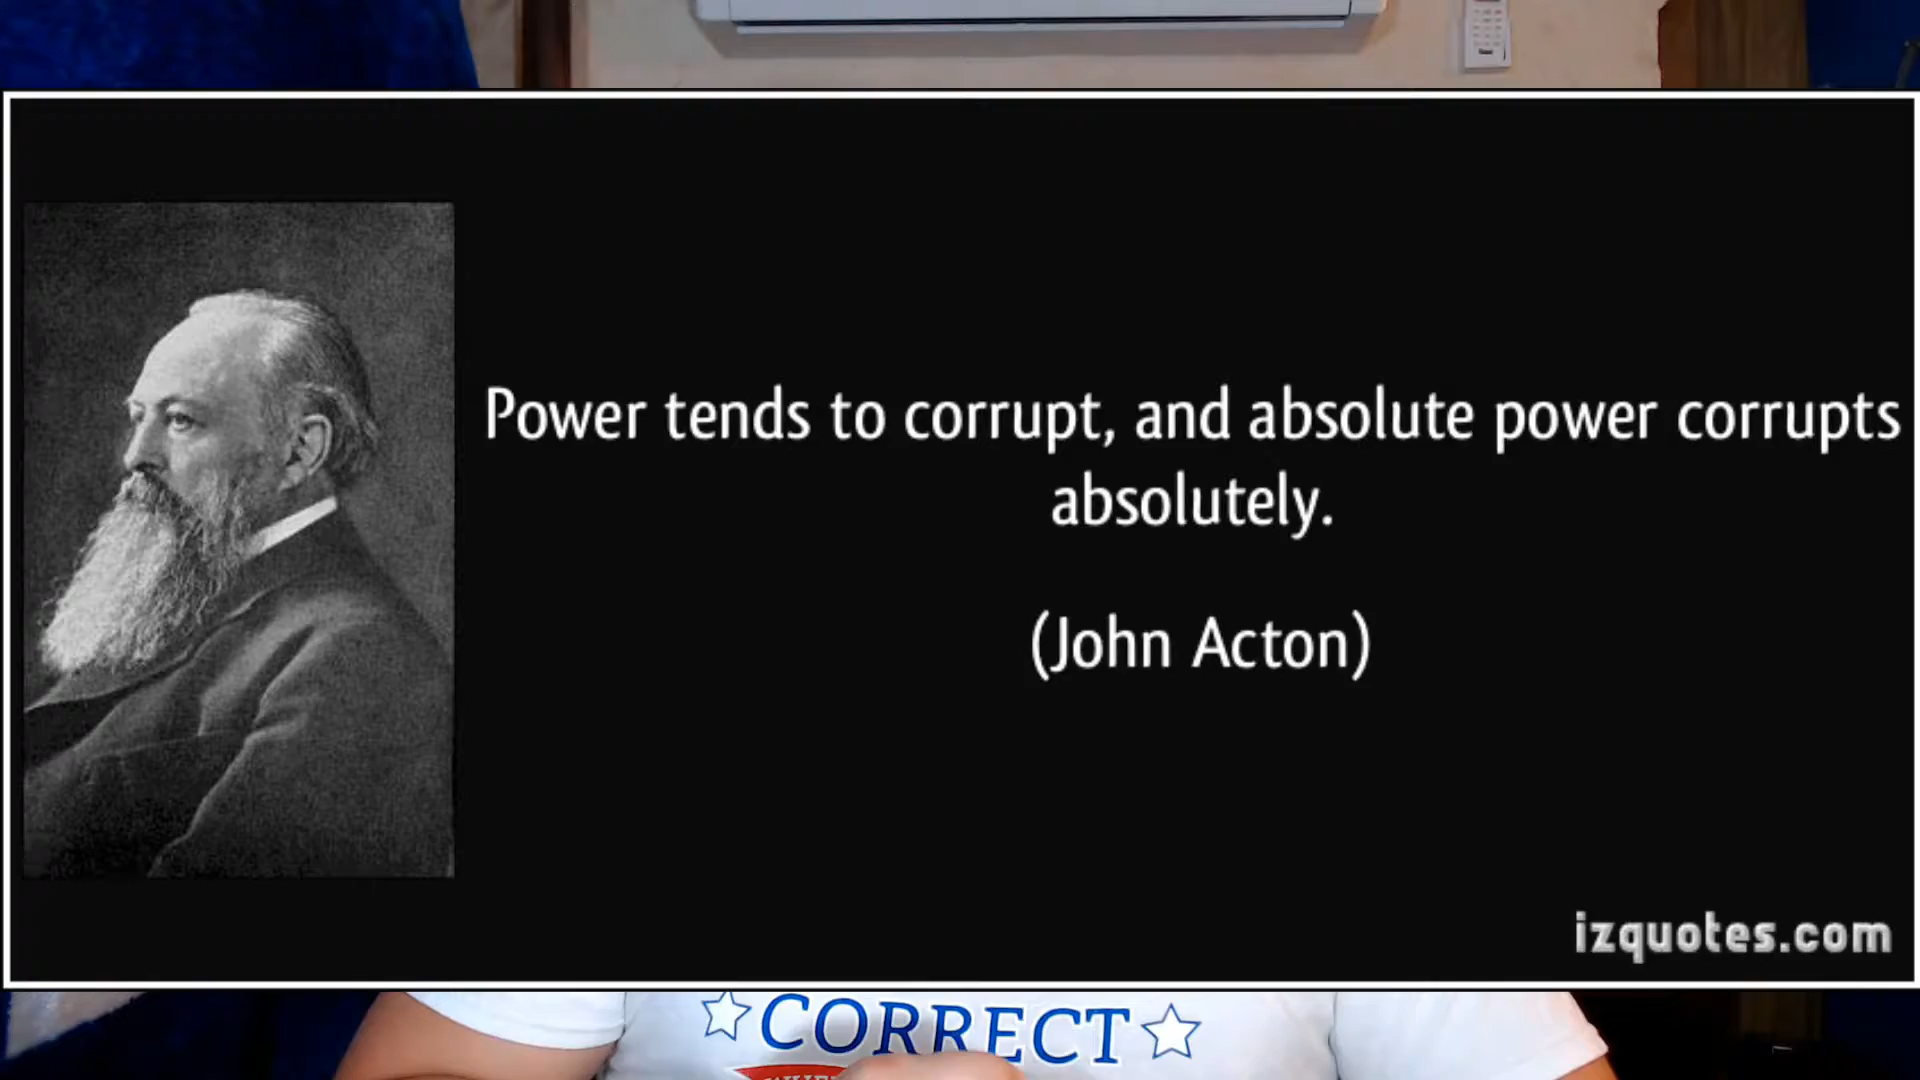 Power tends to corrupt, and absolute power corrupts
absolutely.
(John Acton)
izquotes.com
CORRECT